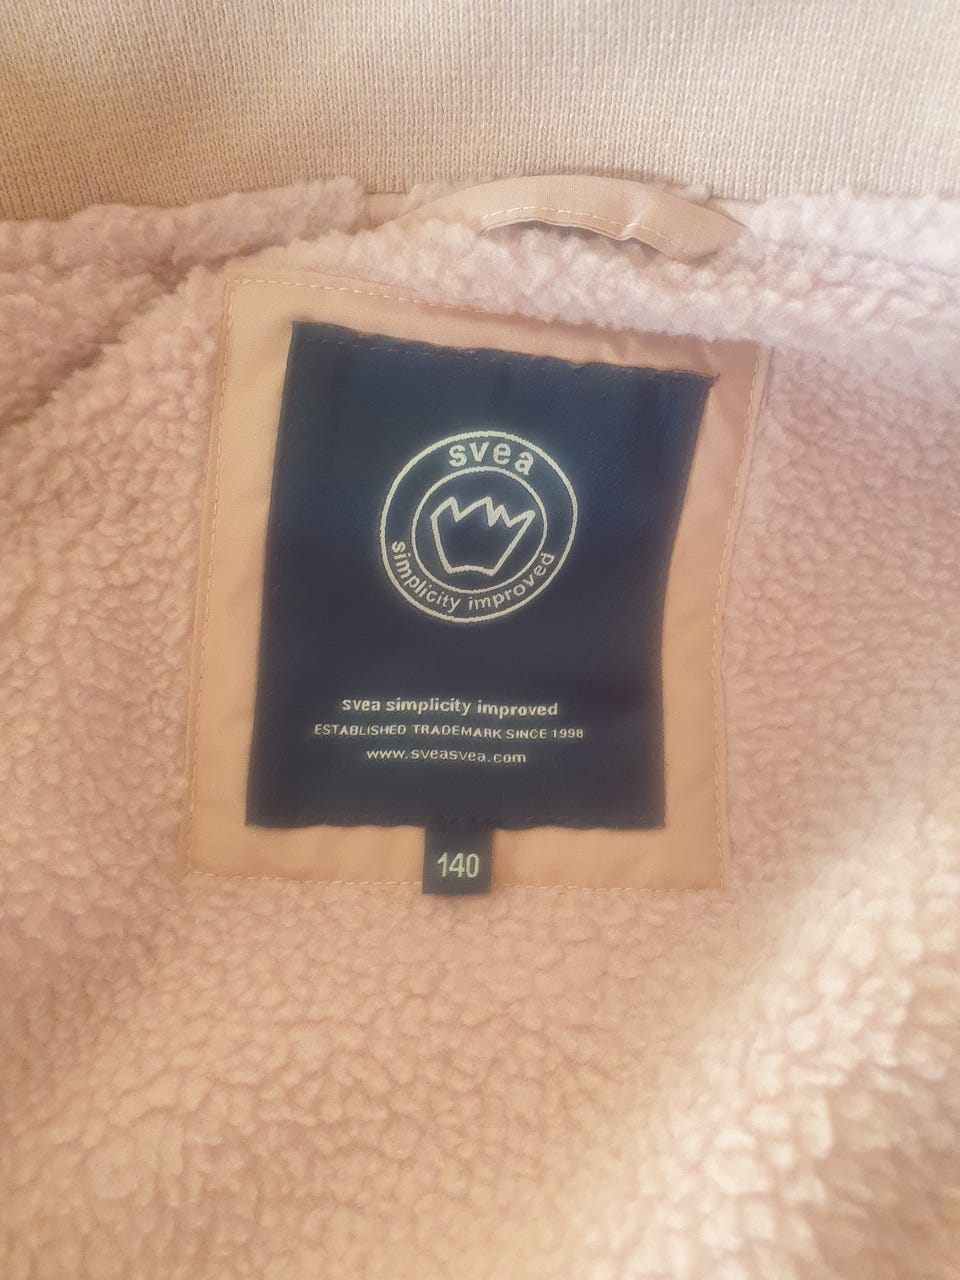 svea
simplicity improved
svea simplicity improved
ESTABLISHED TRADEMARK SINCE 1998
www.sveasvea.com
140